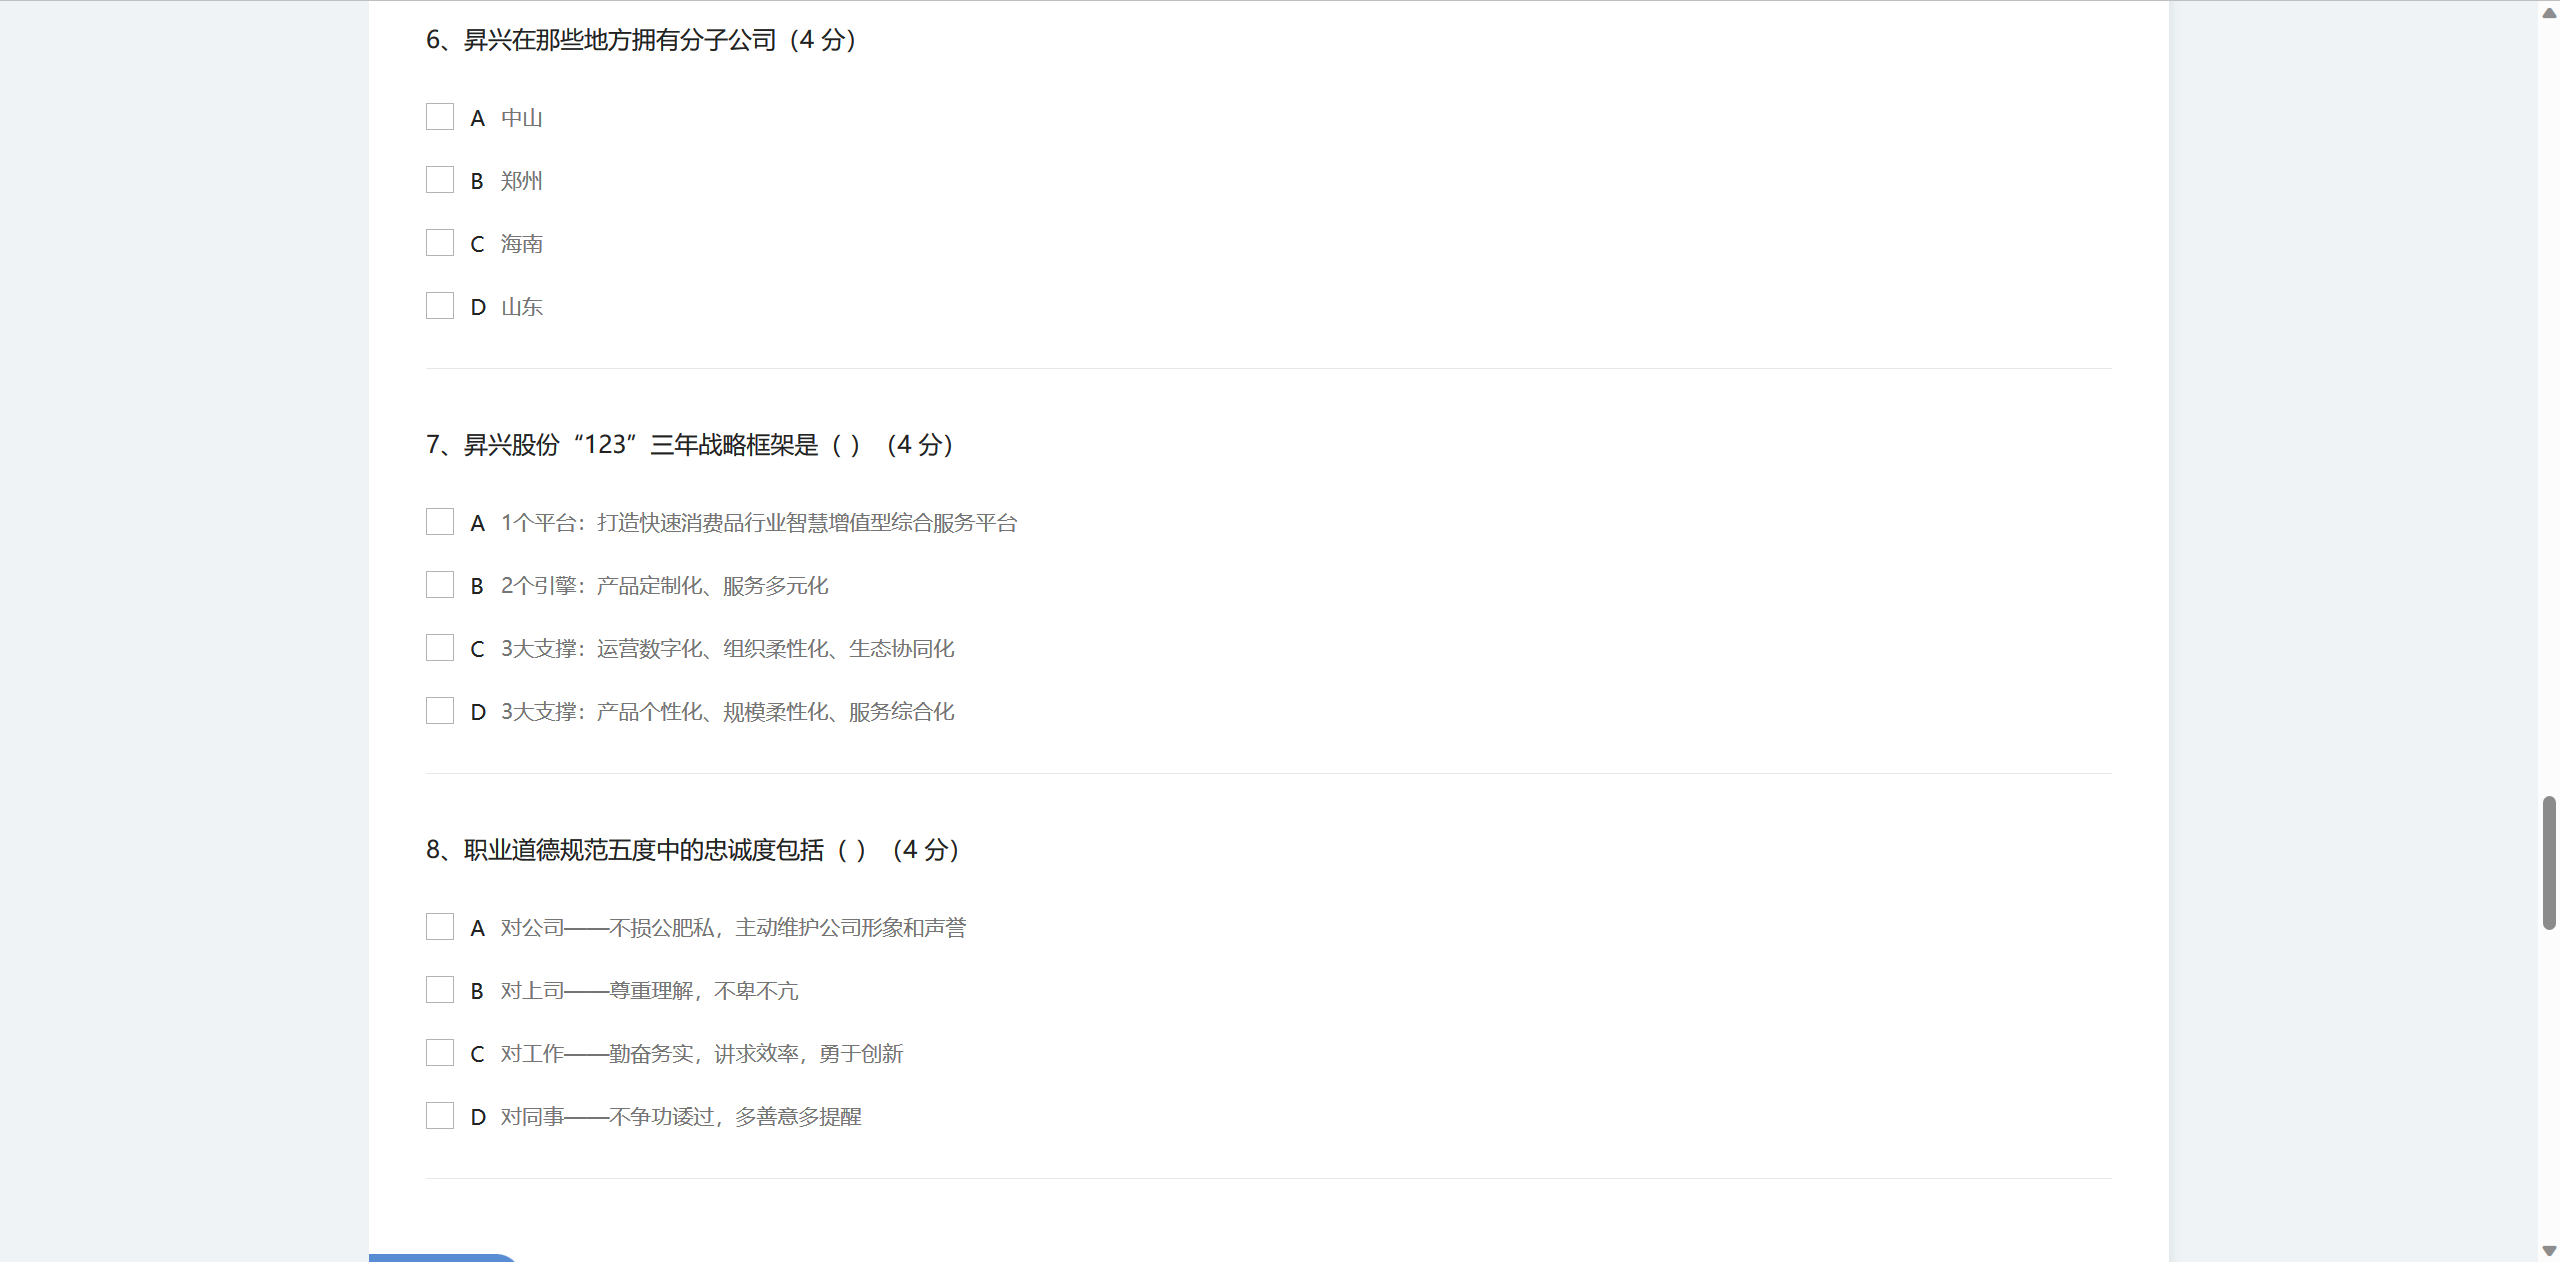 6、昇兴在那些地方拥有分子公司（4 分）
A 中山
B 郑州
C 海南
D 山东
7、昇兴股份“123”三年战略框架是（ ）（4 分）
A 1个平台：打造快速消费品行业智慧增值型综合服务平台
B 2个引擎：产品定制化、服务多元化
C 3大支撑：运营数字化、组织柔性化、生态协同化
D 3大支撑：产品个性化、规模柔性化、服务综合化
8、职业道德规范五度中的忠诚度包括（ ）（4 分）
A 对公司——不损公肥私，主动维护公司形象和声誉
B 对上司——尊重理解，不卑不亢
C 对工作——勤奋务实，讲求效率，勇于创新
D 对同事——不争功诿过，多善意多提醒